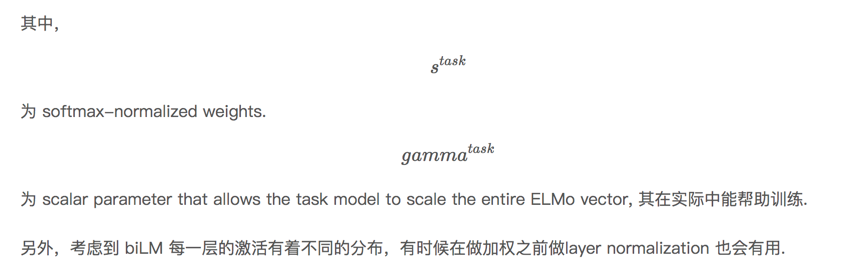 其中，
s^{task}
为 softmax-normalized weights.
gamma^{task}
为 scalar parameter that allows the task model to scale the entire ELMo vector, 其在实际中能帮助训练.
另外，考虑到 biLM 每一层的激活有着不同的分布，有时候在做加权之前做layer normalization 也会有用.